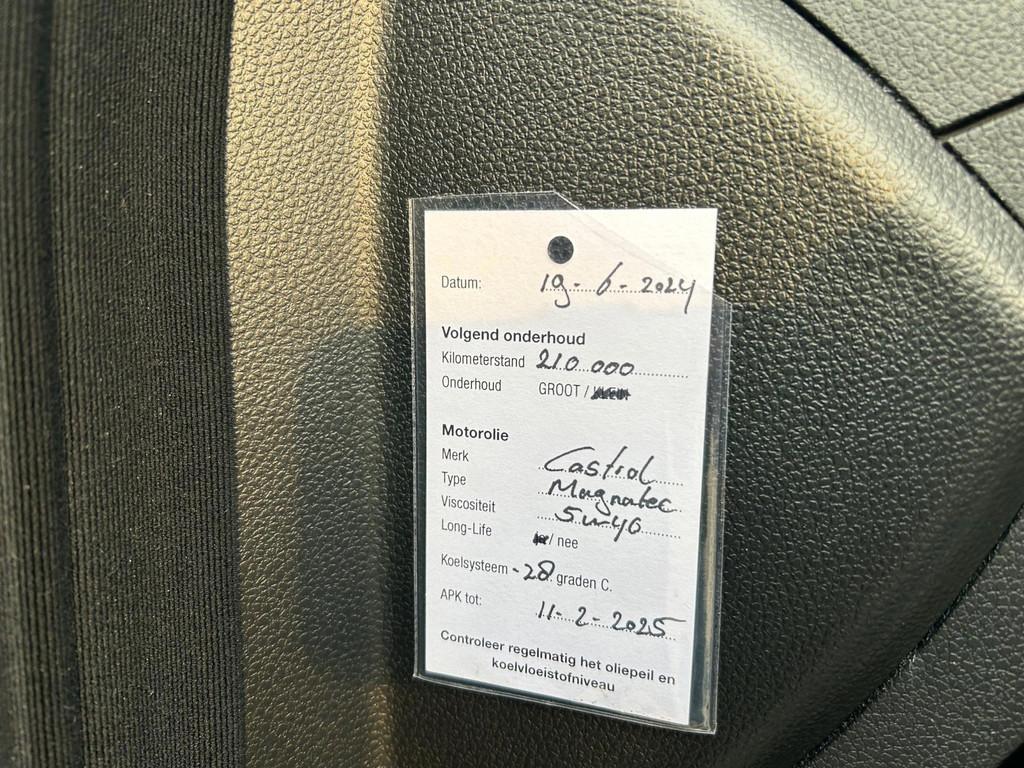 Datum: 19-6-2024
Volgend onderhoud
Kilometerstand 210.000
Onderhoud GROOT /
Motorolie
Merk Castrol
Type Magnatec
Viscositeit 5w40
Long-Life / nee
Koelsysteem -28 graden C.
APK tot: 11-2-2025
Controleer regelmatig het oliepeil en
koelvloeistofniveau